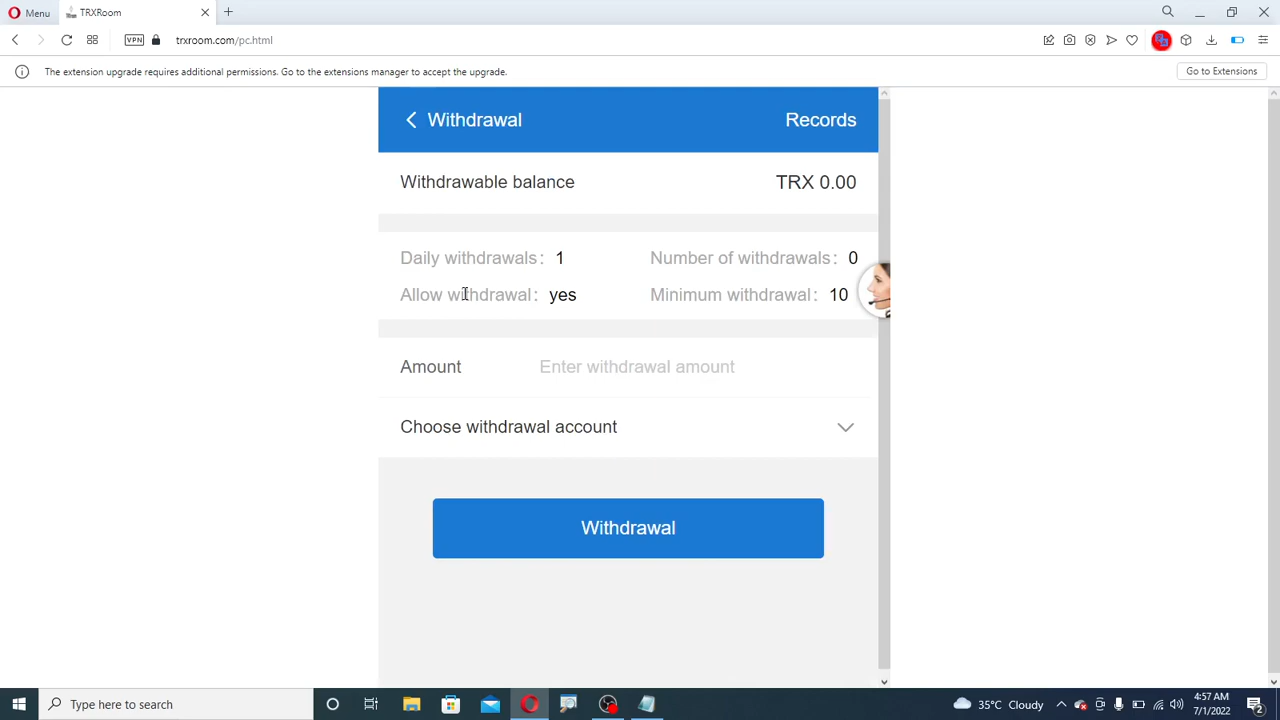 Menu
TRXRoom
VPN
trxroom.com/pc.html
The extension upgrade requires additional permissions. Go to the extensions manager to accept the upgrade.
Go to Extensions
Withdrawal
Records
Withdrawable balance
TRX 0.00
Daily withdrawals: 1
Number of withdrawals: 0
Allow withdrawal: yes
Minimum withdrawal: 10
Amount
Enter withdrawal amount
Choose withdrawal account
Withdrawal
Type here to search
35°C Cloudy
4:57 AM
7/1/2022
2